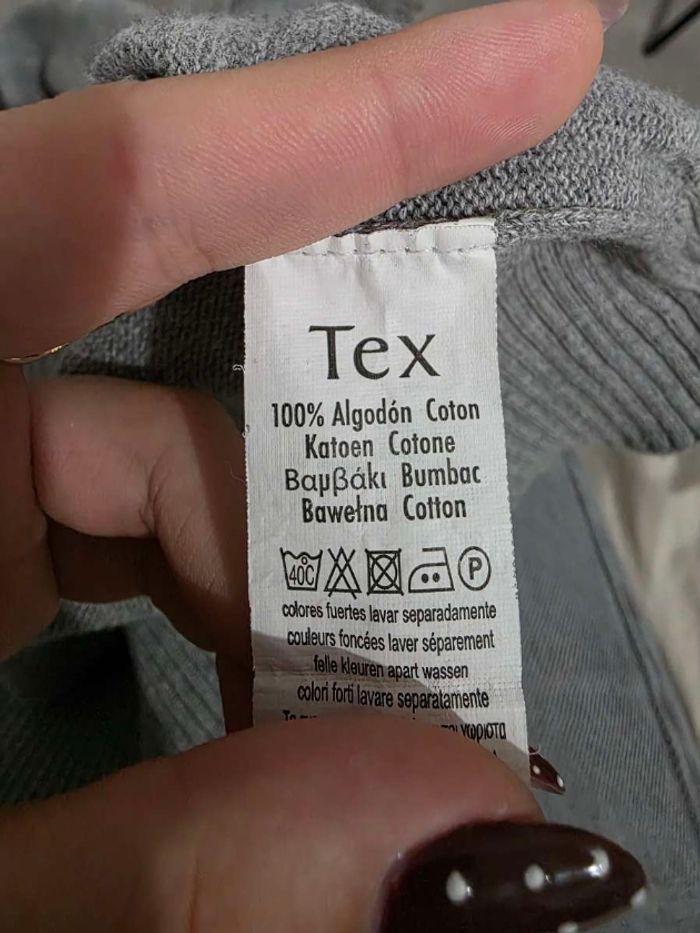 Tex
100% Algodón Coton
Katoen Cotone
Βαμβάκι Bumbac
Bawełna Cotton
40C P
colores fuertes lavar separadamente
couleurs foncées laver séparement
felle kleuren apart wassen
colori forti lavare separatamente